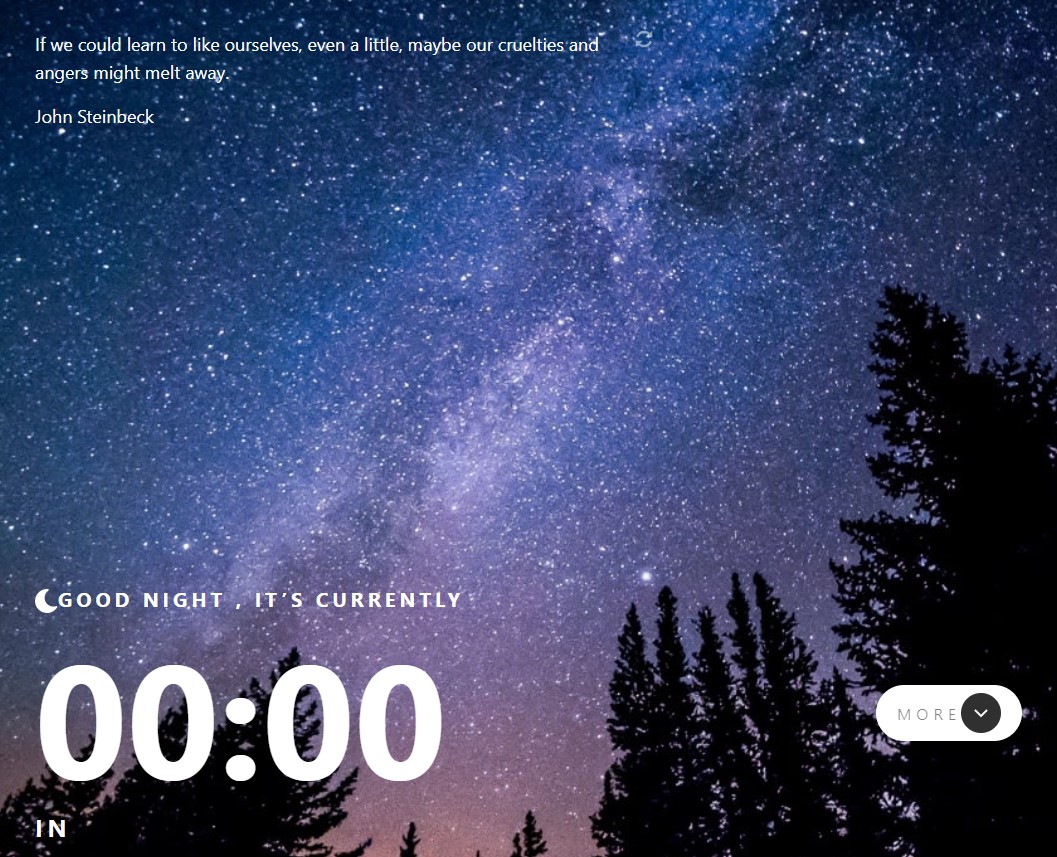 If we could learn to like ourselves, even a little, maybe our cruelties and
angers might melt away.
John Steinbeck
GOOD NIGHT , IT'S CURRENTLY
00:00
MORE
IN